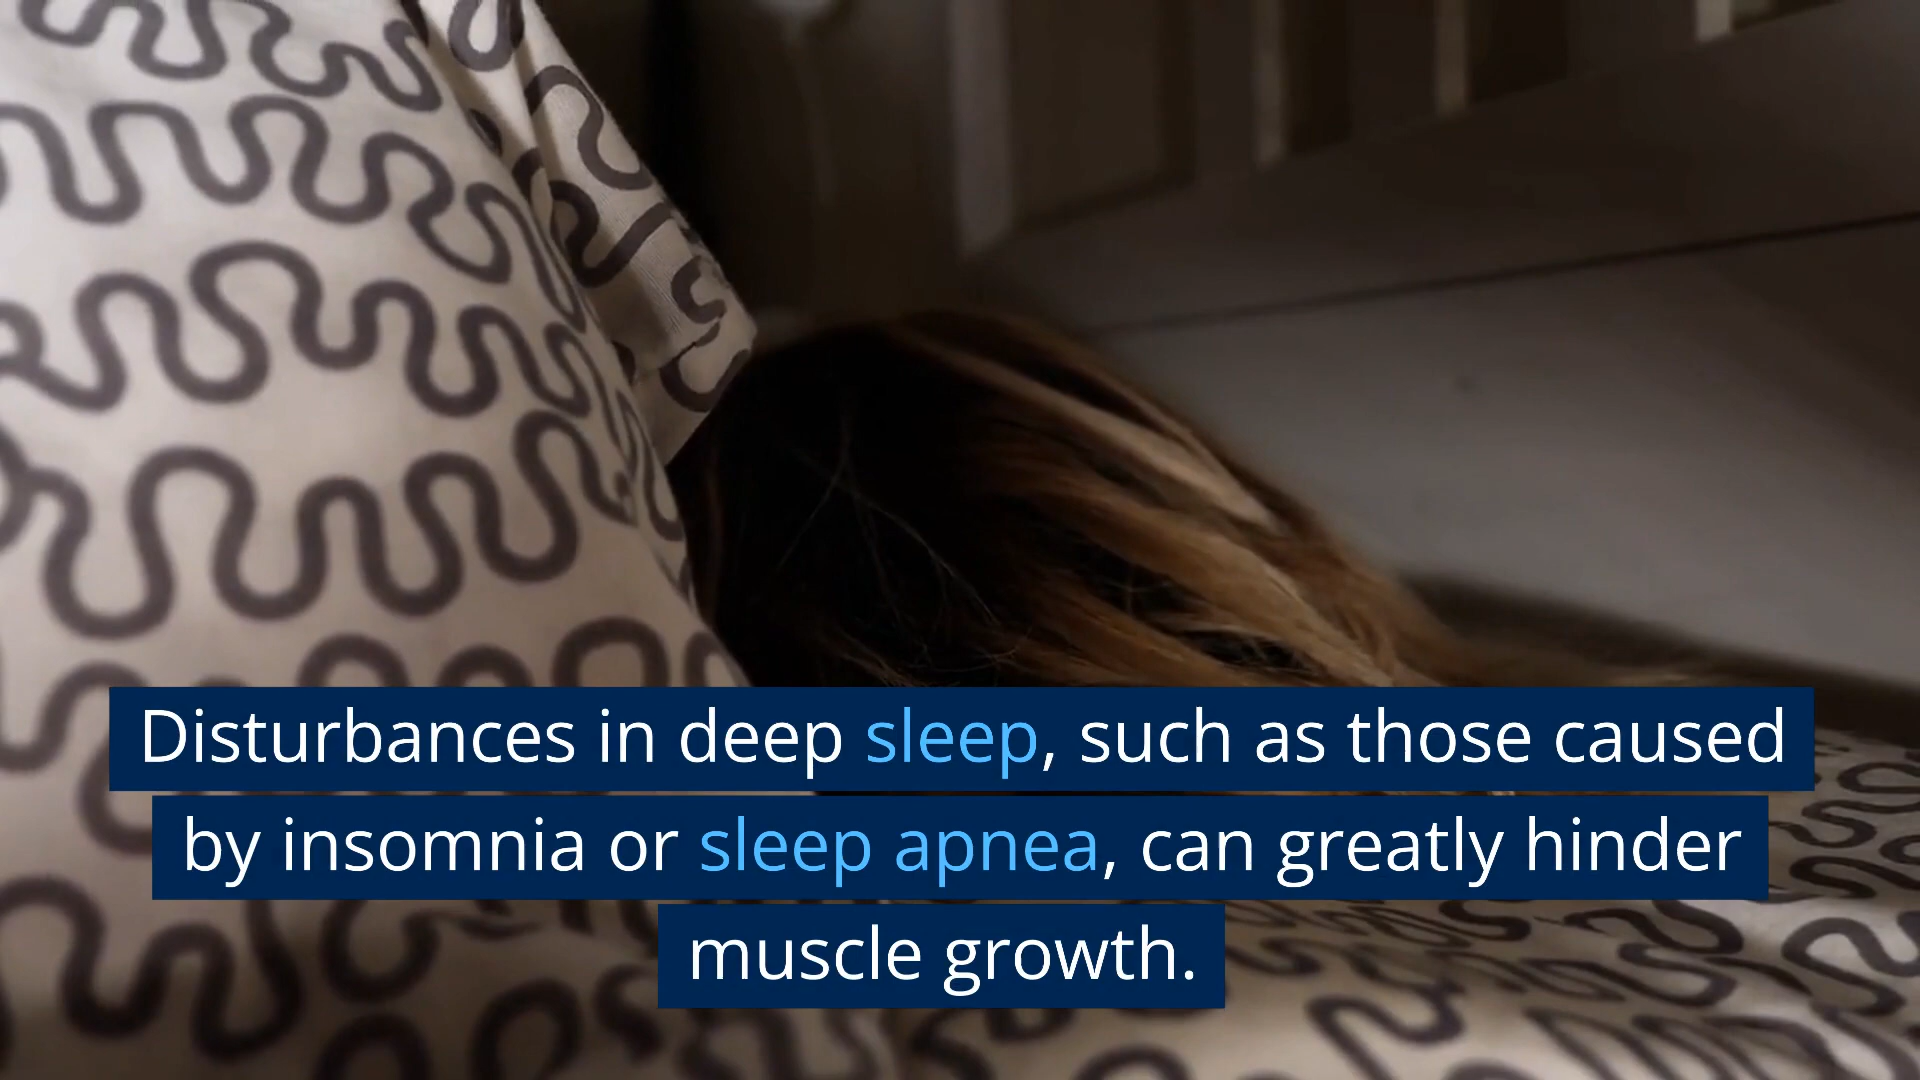 Disturbances in deep sleep, such as those caused
by insomnia or sleep apnea, can greatly hinder
muscle growth.